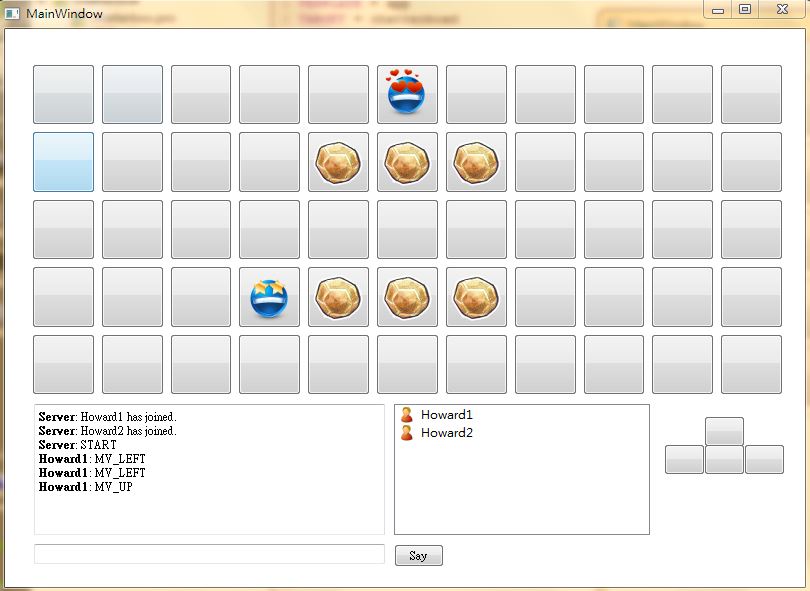 MainWindow
Server: Howard1 has joined.
Server: Howard2 has joined.
Server: START
Howard1: MV_LEFT
Howard1: MV_LEFT
Howard1: MV_UP
Howard1
Howard2
Say